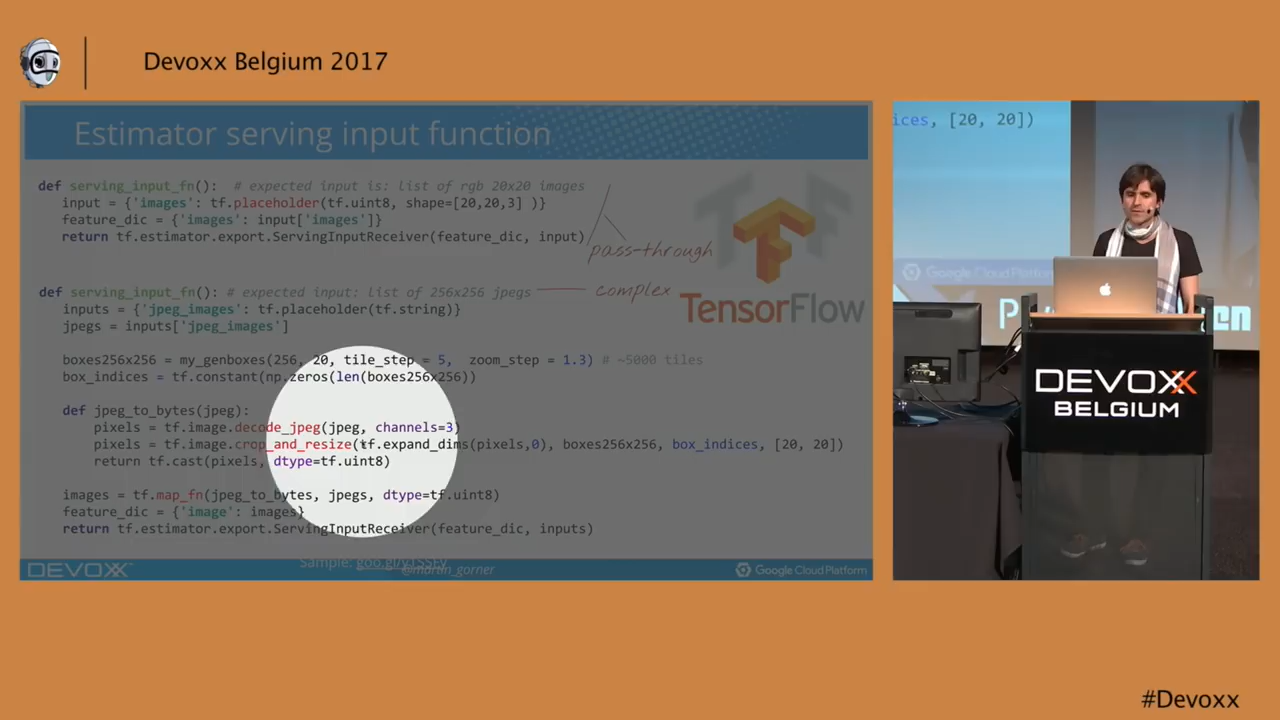 Devoxx Belgium 2017
Estimator serving input function
def serving_input_fn():  # expected input is: list of rgb 20x20 images
input = {'images': tf.placeholder(tf.uint8, shape=[20,20,3] )}
feature_dic = {'images': input['images']}
return tf.estimator.export.ServingInputReceiver(feature_dic, input)
pass-through
def serving_input_fn(): # expected input: list of 256x256 jpegs
complex
inputs = {'jpeg_images': tf.placeholder(tf.string)}
jpegs = inputs['jpeg_images']
TensorFlow
boxes256x256 = my_genboxes(256, 20, tile_step = 5,  zoom_step = 1.3) # ~5000 tiles
box_indices = tf.constant(np.zeros(len(boxes256x256))
def jpeg_to_bytes(jpeg):
pixels = tf.image.decode_jpeg(jpeg, channels=3)
pixels = tf.image.crop_and_resize(tf.expand_dims(pixels,0), boxes256x256, box_indices, [20, 20])
return tf.cast(pixels, dtype=tf.uint8)
images = tf.map_fn(jpeg_to_bytes, jpegs, dtype=tf.uint8)
feature_dic = {'image': images}
return tf.estimator.export.ServingInputReceiver(feature_dic, inputs)
Sample:
DEVOXX
@martin_gorner
Google Cloud Platform
ices, [20, 20])
Google Cloud Platform
DEVOXX
BELGIUM
#Devoxx